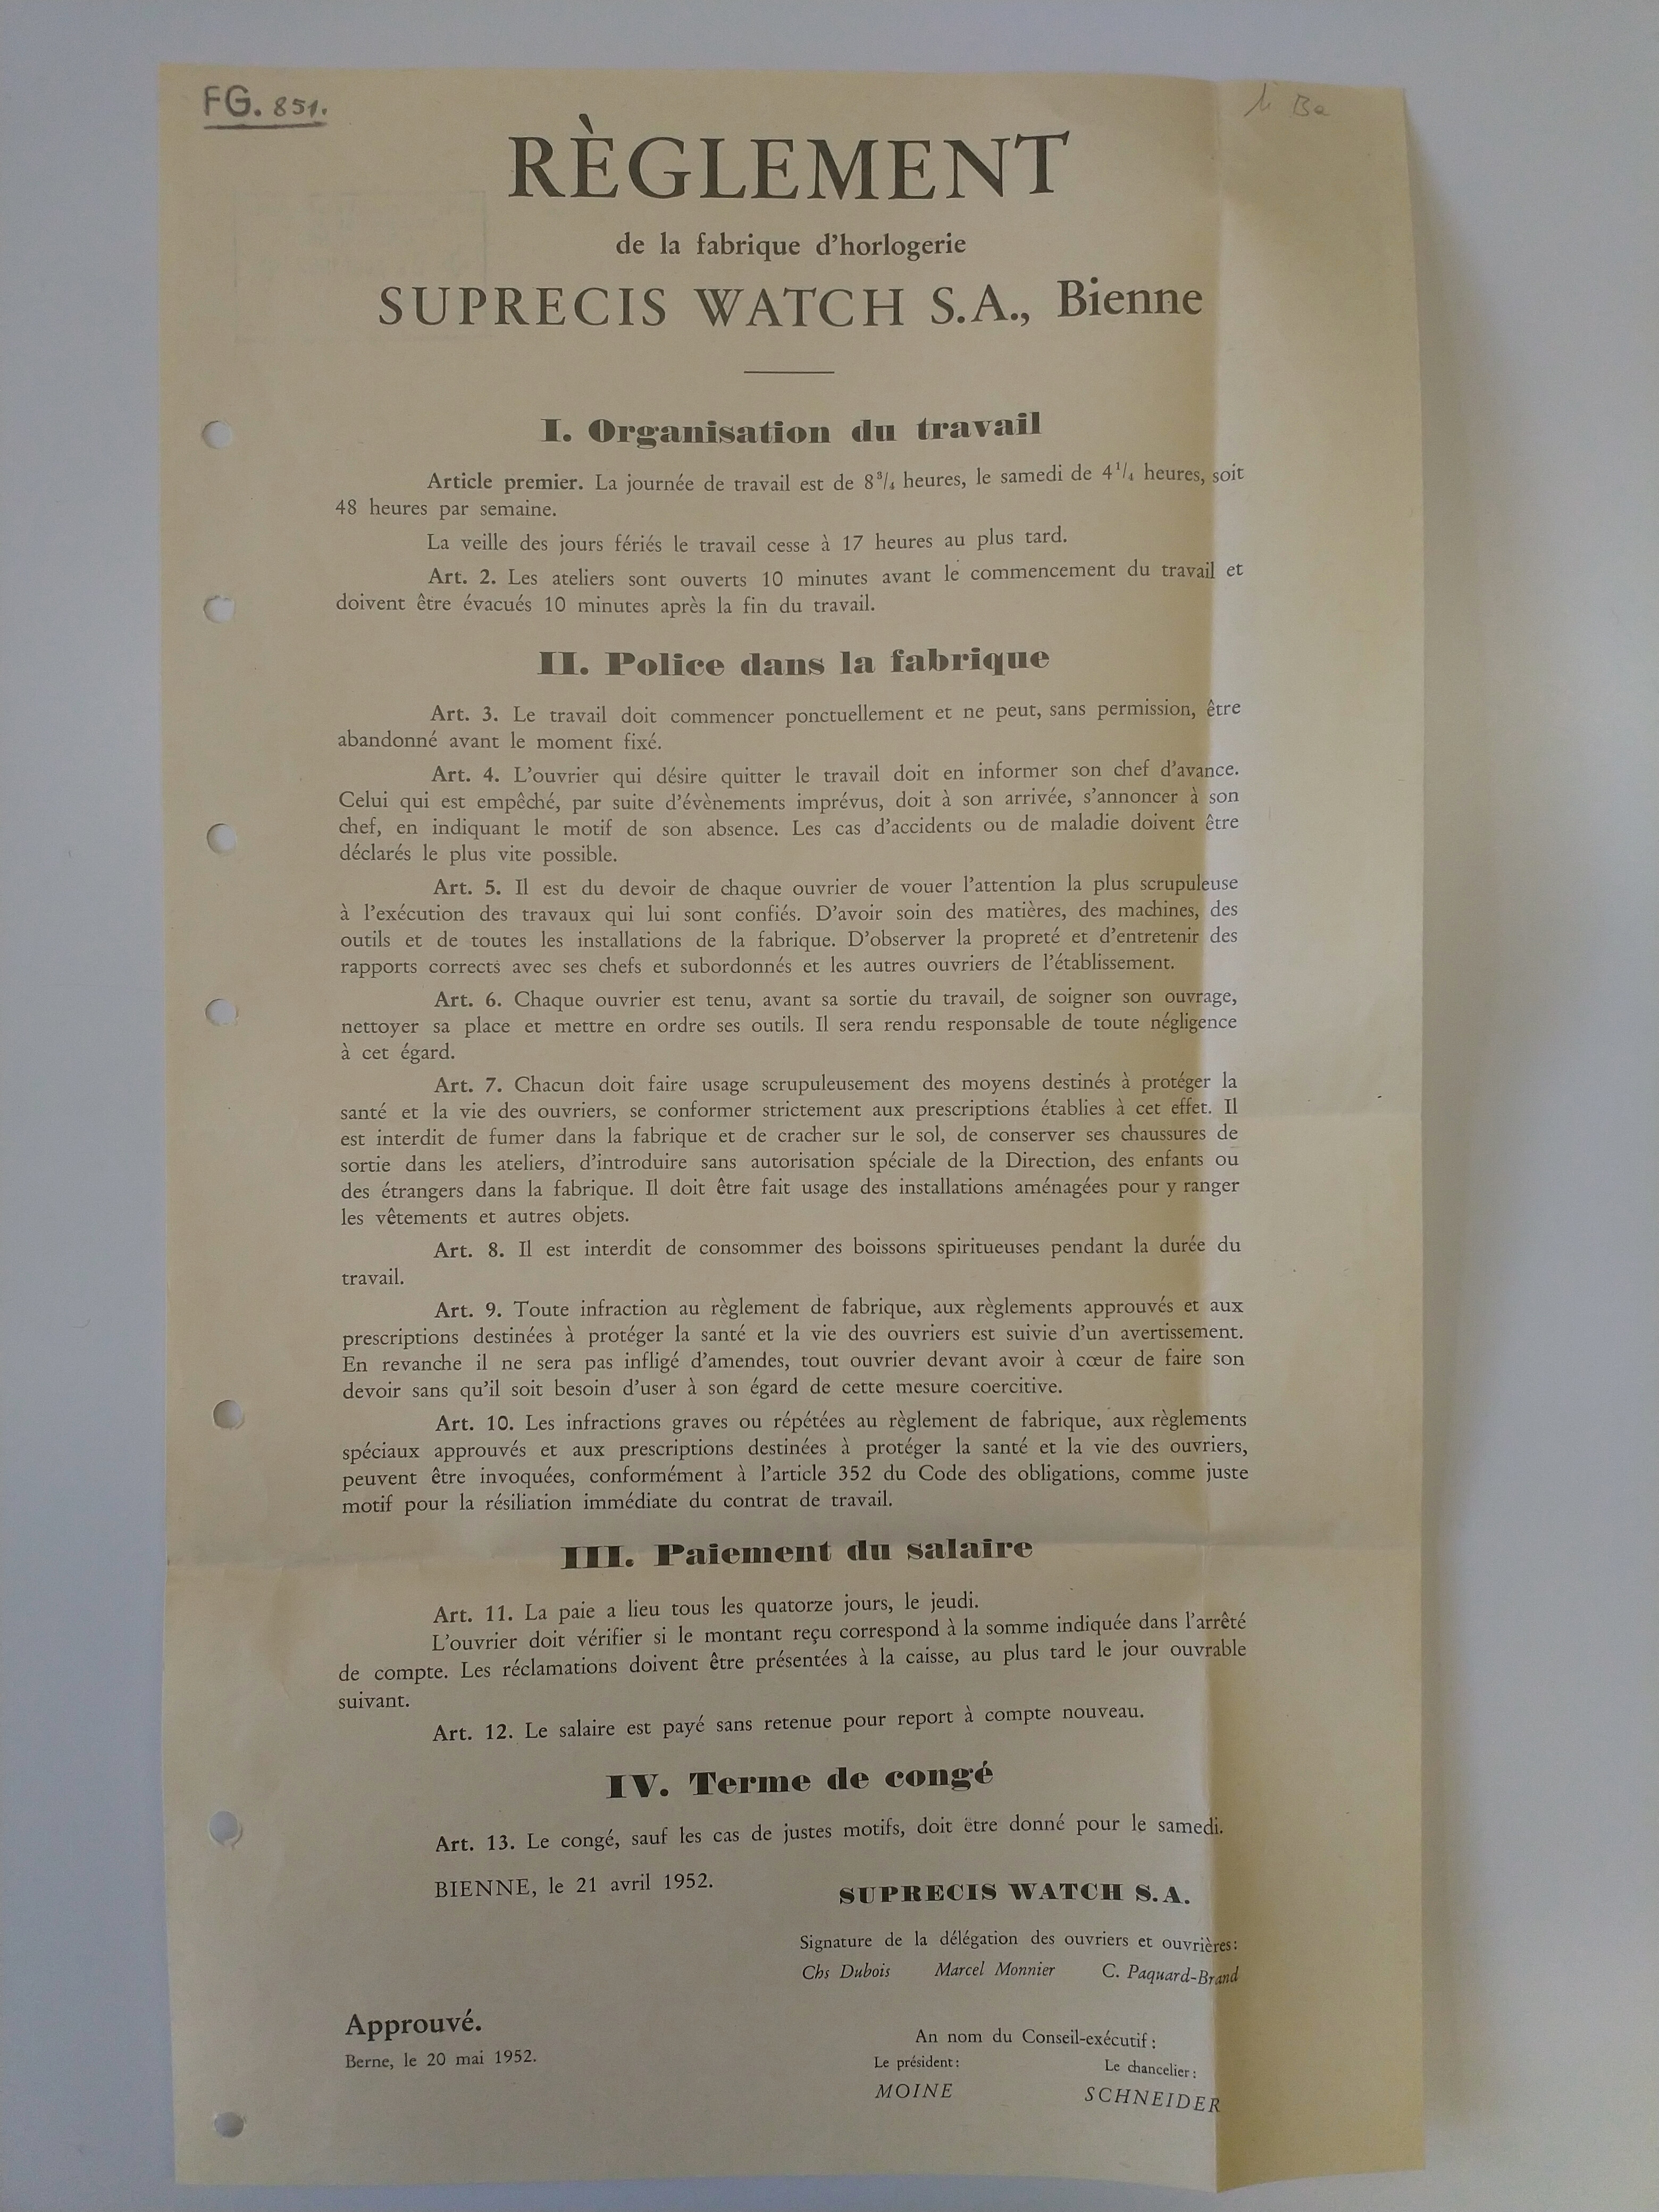 FG. 851.
RÈGLEMENT
de la fabrique d'horlogerie
SUPRECIS WATCH S.A., Bienne
I. Organisation du travail
Article premier. La journée de travail est de 8 3/4 heures, le samedi de 4 1/4 heures, soit
48 heures par semaine.
La veille des jours fériés le travail cesse à 17 heures au plus tard.
Art. 2. Les ateliers sont ouverts 10 minutes avant le commencement du travail et
doivent être évacués 10 minutes après la fin du travail.
II. Police dans la fabrique
Art. 3. Le travail doit commencer ponctuellement et ne peut, sans permission, être
abandonné avant le moment fixé.
Art. 4. L'ouvrier qui désire quitter le travail doit en informer son chef d'avance.
Celui qui est empêché, par suite d'évènements imprévus, doit à son arrivée, s'annoncer à son
chef, en indiquant le motif de son absence. Les cas d'accidents ou de maladie doivent être
déclarés le plus vite possible.
Art. 5. Il est du devoir de chaque ouvrier de vouer l'attention la plus scrupuleuse
à l'exécution des travaux qui lui sont confiés. D'avoir soin des matières, des machines, des
outils et de toutes les installations de la fabrique. D'observer la propreté et d'entretenir des
rapports corrects avec ses chefs et subordonnés et les autres ouvriers de l'établissement.
Art. 6. Chaque ouvrier est tenu, avant sa sortie du travail, de soigner son ouvrage,
nettoyer sa place et mettre en ordre ses outils. Il sera rendu responsable de toute négligence
à cet égard.
Art. 7. Chacun doit faire usage scrupuleusement des moyens destinés à protéger la
santé et la vie des ouvriers, se conformer strictement aux prescriptions établies à cet effet. Il
est interdit de fumer dans la fabrique et de cracher sur le sol, de conserver ses chaussures de
sortie dans les ateliers, d'introduire sans autorisation spéciale de la Direction, des enfants ou
des étrangers dans la fabrique. Il doit être fait usage des installations aménagées pour y ranger
les vêtements et autres objets.
Art. 8. Il est interdit de consommer des boissons spiritueuses pendant la durée du
travail.
Art. 9. Toute infraction au règlement de fabrique, aux règlements approuvés et aux
prescriptions destinées à protéger la santé et la vie des ouvriers est suivie d'un avertissement.
En revanche il ne sera pas infligé d'amendes, tout ouvrier devant avoir à cœur de faire son
devoir sans qu'il soit besoin d'user à son égard de cette mesure coercitive.
Art. 10. Les infractions graves ou répétées au règlement de fabrique, aux règlements
spéciaux approuvés et aux prescriptions destinées à protéger la santé et la vie des ouvriers,
peuvent être invoquées, conformément à l'article 352 du Code des obligations, comme juste
motif pour la résiliation immédiate du contrat de travail.
III. Paiement du salaire
Art. 11. La paie a lieu tous les quatorze jours, le jeudi.
L'ouvrier doit vérifier si le montant reçu correspond à la somme indiquée dans l'arrêté
de compte. Les réclamations doivent être présentées à la caisse, au plus tard le jour ouvrable
suivant.
Art. 12. Le salaire est payé sans retenue pour report à compte nouveau.
IV. Terme de congé
Art. 13. Le congé, sauf les cas de justes motifs, doit être donné pour le samedi.
BIENNE, le 21 avril 1952.
SUPRECIS WATCH S.A.
Signature de la délégation des ouvriers et ouvrières:
Chs Dubois Marcel Monnier C. Paquard-Brand
Approuvé.
Berne, le 20 mai 1952.
An nom du Conseil-exécutif:
Le président: Le chancelier:
MOINE SCHNEIDER